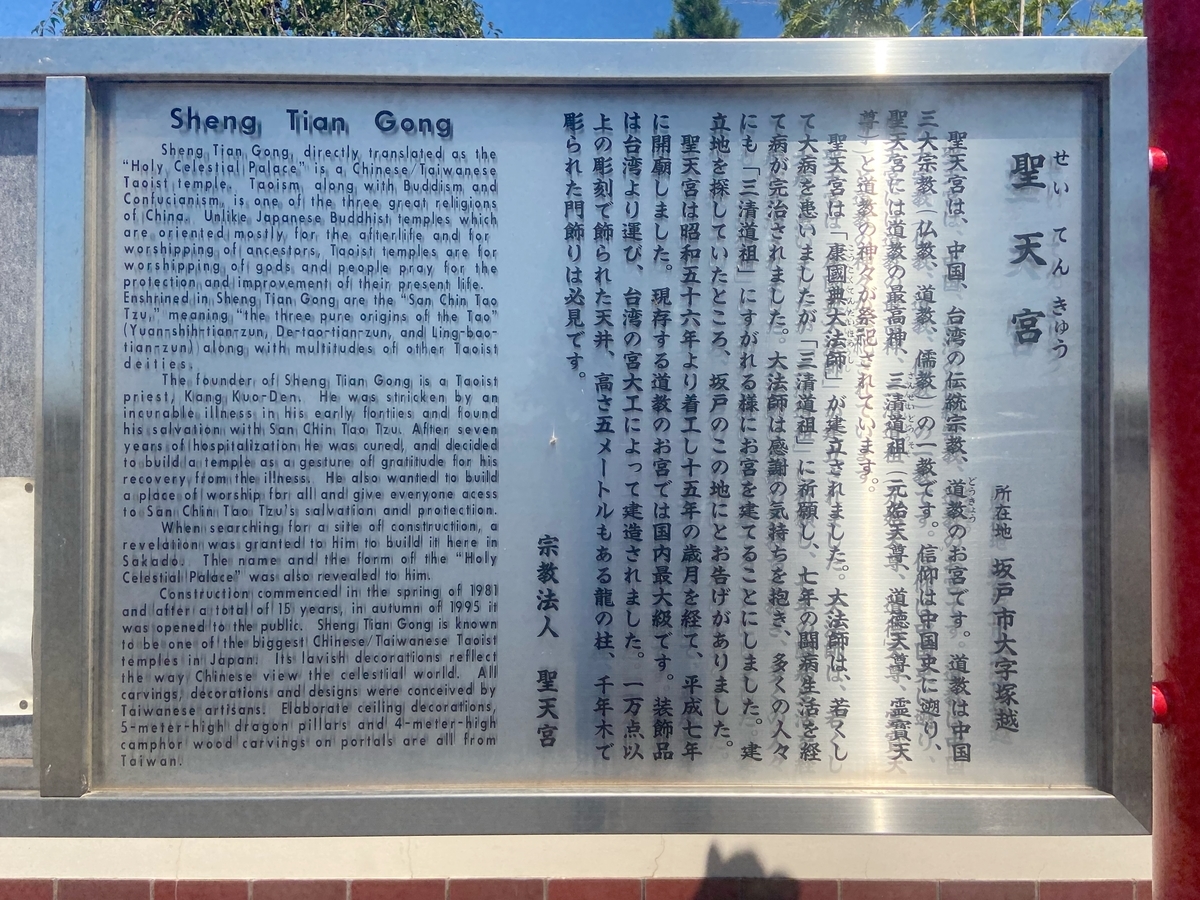 Sheng Tian Gong
Sheng Tian Gong, directly translated as the
"Holy Celestial Palace" is a Chinese/Taiwanese
Taoist temple. Taoism, along with Buddism and
Confucianism, is one of the three great religions
of China. Unlike Japanese Buddhist temples which
are oriented mostly for the afterlife and for
worshipping of ancestors, Taoist temples are for
worshipping of gods and people pray for the
protection and improvement of their present life.
Enshrined in Sheng Tian Gong are the "San Chin Tao
Tzu," meaning "the three pure origins of the Tao"
(Yuan-shih-tian-zun, De-tao-tian-zun, and Ling-bao-
tian-zun) along with multitudes of other Taoist
deities.
The founder of Sheng Tian Gong is a Taoist
priest, Kang Kuo-Den. He was stricken by an
incurable illness in his early forties and found
his salvation with San Chin Tao Tzu. After seven
years of hospitalization he was cured, and decided
to build a temple as a gesture of gratitude for his
recovery from the illness. He also wanted to build
a place of worship for all and give everyone acess
to San Chin Tao Tzu's salvation and protection.
When searching for a site of construction, a
revelation was granted to him to build it here in
Sakado. The name and the form of the "Holy
Celestial Palace" was also revealed to him.
Construction commenced in the spring of 1981
and after a total of 15 years, in autumn of 1995 it
was opened to the public. Sheng Tian Gong is known
to be one of the biggest Chinese/Taiwanese Taoist
temples in Japan. Its lavish decorations reflect
the way Chinese view the celestial world. All
carvings, decorations and designs were conceived by
Taiwanese artisans. Elaborate ceiling decorations,
5-meter-high dragon pillars and 4-meter-high
camphor wood carvings on portals are all from
Taiwan.
せい てん きゅう
聖天宮
所在地 坂戸市大字塚越
聖天宮は、中国、台湾の伝統宗教、道教のお宮です。道教は中国
三大宗教(仏教、道教、儒教)の一教です。信仰は中国史に遡り、
聖天宮には道教の最高神、三清道祖(元始天尊、道德天尊、霊寶天
尊)と道教の神々が祭祀されています。
聖天宮は「康國典大法師」が建立されました。大法師は、若くし
て大病を患いましたが「三清道祖」に祈願し、七年の闘病生活を経
て病が完治されました。大法師は感謝の気持ちを抱き、多くの人々
にも「三清道祖」にすがれる様にお宮を建てることにしました。建
立地を探していたところ、坂戸のこの地にとお告げがありました。
聖天宮は昭和五十六年より着工し十五年の歳月を経て、平成七年
に開廟しました。現存する道教のお宮では国内最大級です。装飾品
は台湾より運び、台湾の宮大工によって建造されました。一万点以
上の彫刻で飾られた天井、高さ五メートルもある龍の柱、千年木で
彫られた門飾りは必見です。
宗教法人 聖天宮